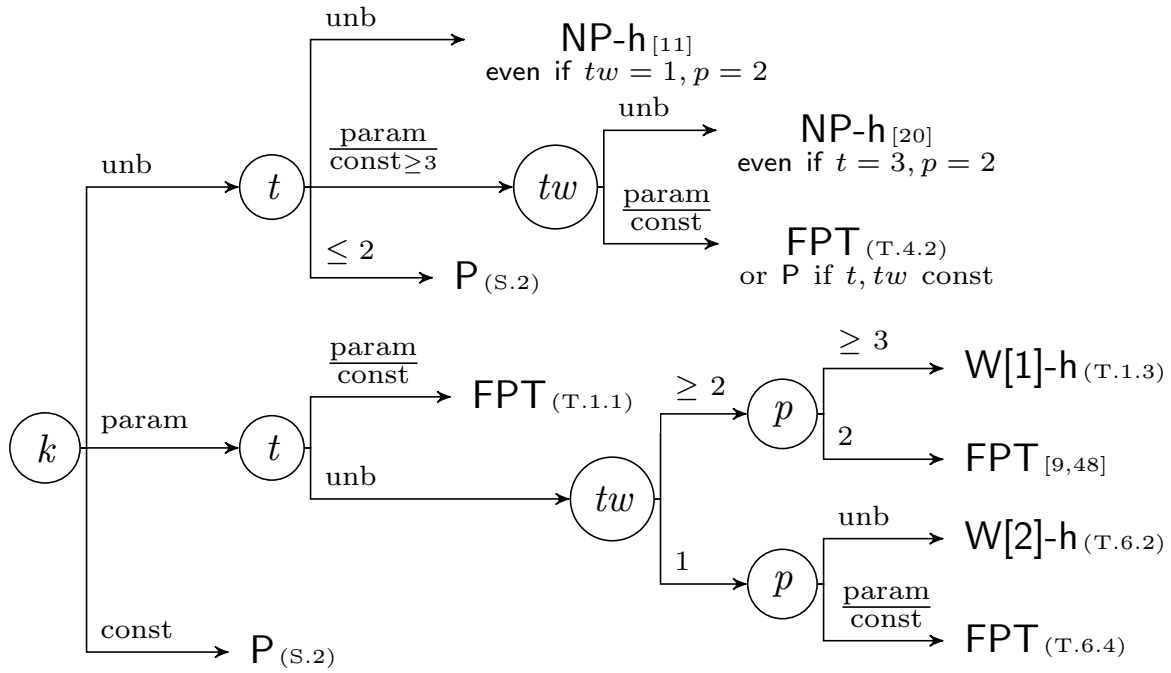 unb
NP-h [11]
even if tw = 1, p = 2
param
const≥3
unb
NP-h [20]
even if t = 3, p = 2
unb
t
tw
param
const
FPT (T.4.2)
or P if t, tw const
≤ 2
P (S.2)
param
const
FPT (T.1.1)
≥ 2
≥ 3
W[1]-h (T.1.3)
p
2
FPT [9,48]
k
param
t
unb
tw
unb
W[2]-h (T.6.2)
1
p
param
const
FPT (T.6.4)
const
P (S.2)